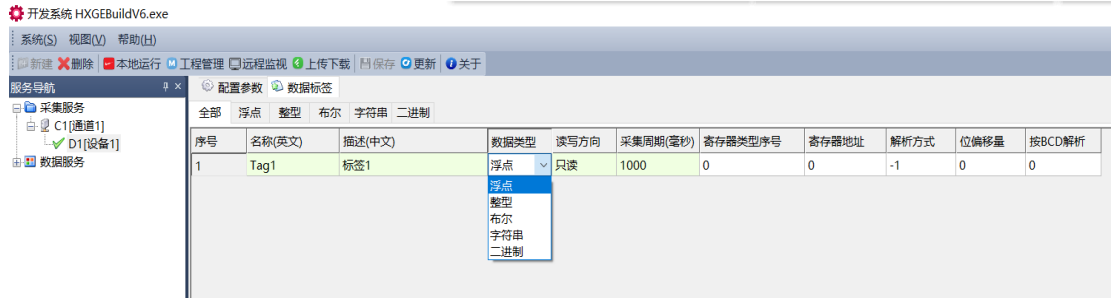 开发系统 HXGEBuildV6.exe
系统(S) 视图(V) 帮助(H)
新建 删除 本地运行 工程管理 远程监视 上传下载 保存 更新 关于
服务导航 配置参数 数据标签
采集服务
C1[通道1]
D1[设备1]
数据服务
全部 浮点 整型 布尔 字符串 二进制
序号 名称(英文) 描述(中文) 数据类型 读写方向 采集周期(毫秒) 寄存器类型序号 寄存器地址 解析方式 位偏移量 按BCD解析
1 Tag1 标签1 浮点 只读 1000 0 0 -1 0 0
浮点
整型
布尔
字符串
二进制